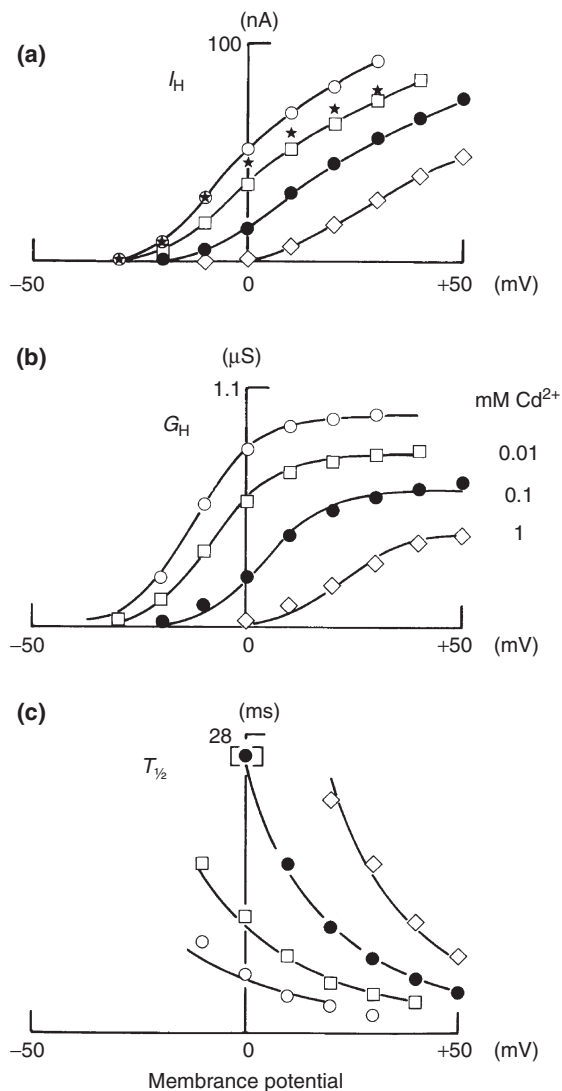 (nA)
100
(a)
I_H
−50
0
+50
(mV)
(µS)
(b)
1.1
mM Cd²⁺
G_H
0.01
0.1
1
−50
0
+50
(mV)
(c)
(ms)
28
T_½
−50
0
+50
(mV)
Membrance potential